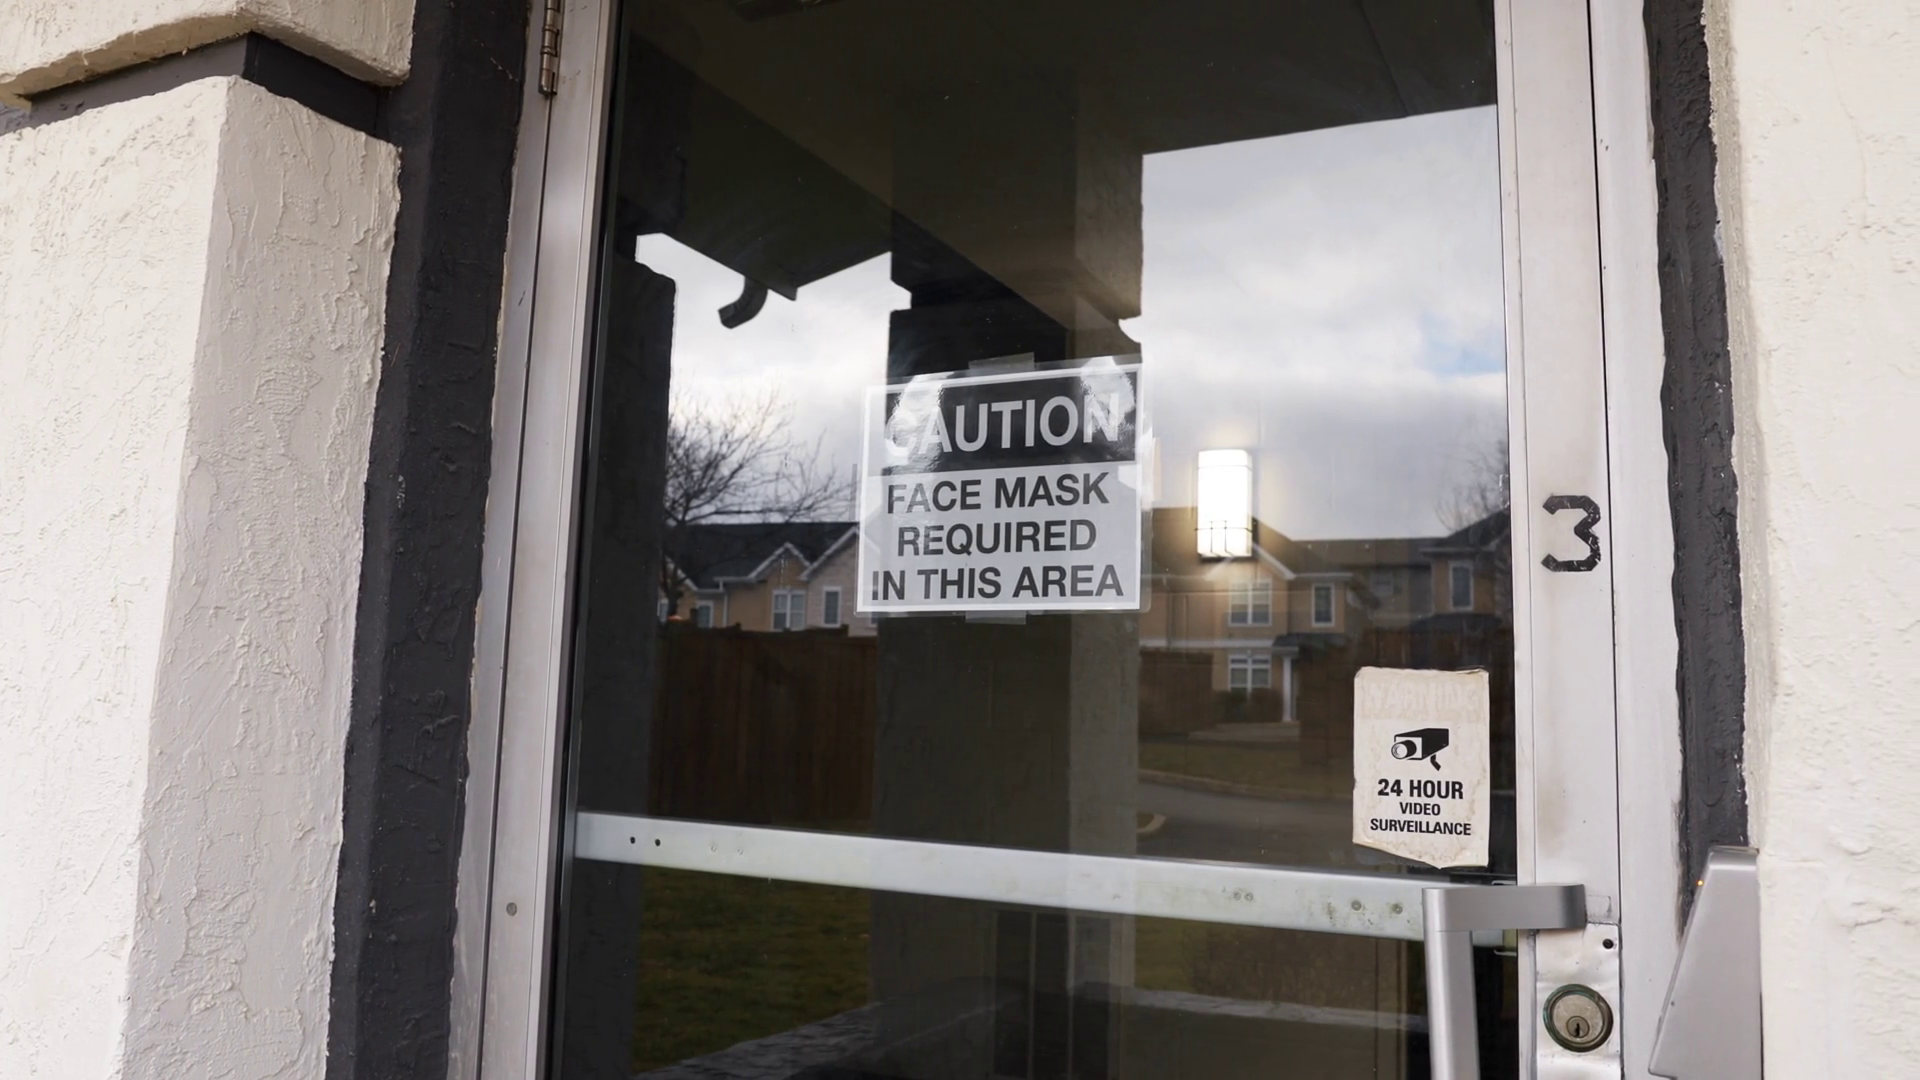 CAUTION
FACE MASK
REQUIRED
IN THIS AREA
3
24 HOUR
VIDEO
SURVEILLANCE